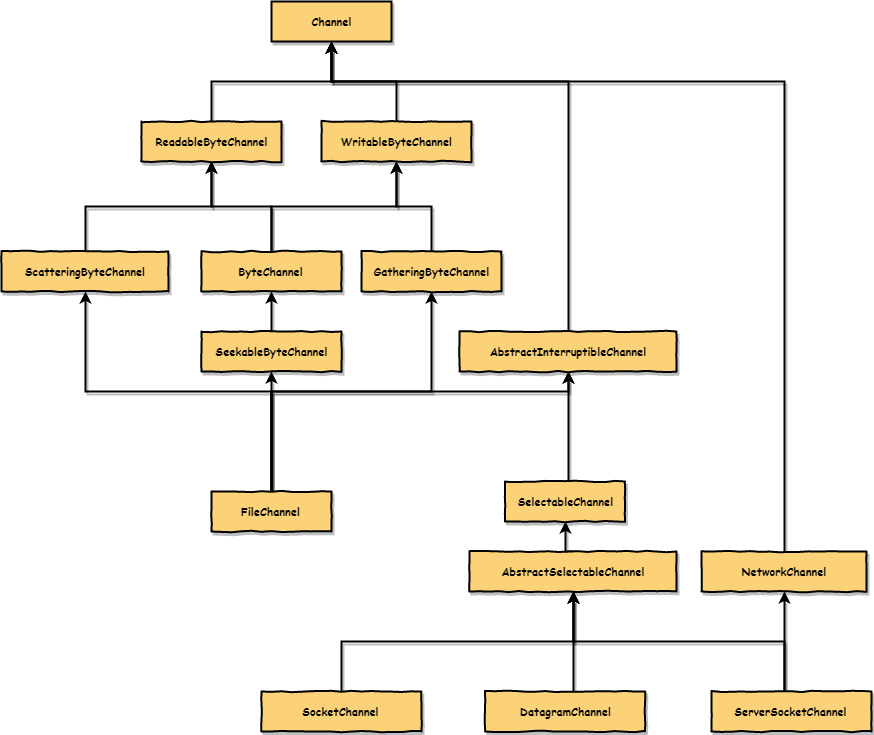 Channel
ReadableByteChannel
WritableByteChannel
ScatteringByteChannel
ByteChannel
GatheringByteChannel
SeekableByteChannel
AbstractInterruptibleChannel
SelectableChannel
FileChannel
AbstractSelectableChannel
NetworkChannel
SocketChannel
DatagramChannel
ServerSocketChannel